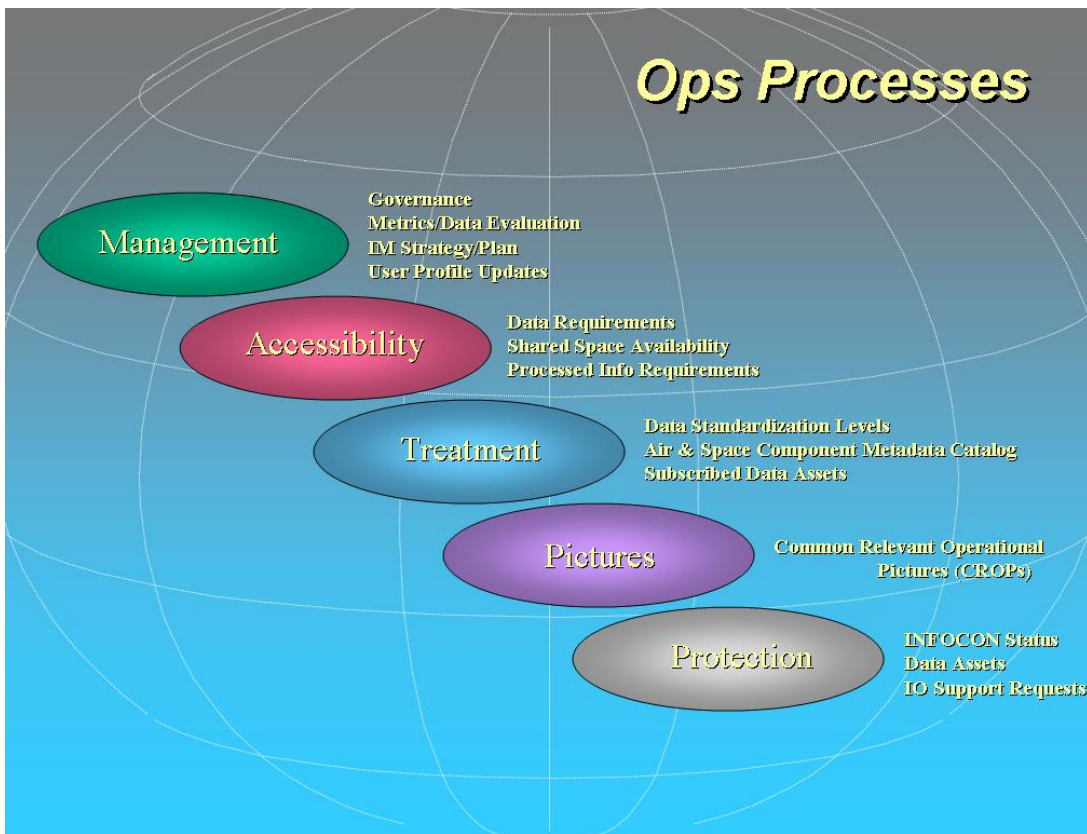 Ops Processes
Management
Governance
Metrics/Data Evaluation
IM Strategy/Plan
User Profile Updates
Accessibility
Data Requirements
Shared Space Availability
Processed Info Requirements
Treatment
Data Standardization Levels
Air & Space Component Metadata Catalog
Subscribed Data Assets
Pictures
Common Relevant Operational
Pictures (CROPs)
Protection
INFOCON Status
Data Assets
IO Support Requests